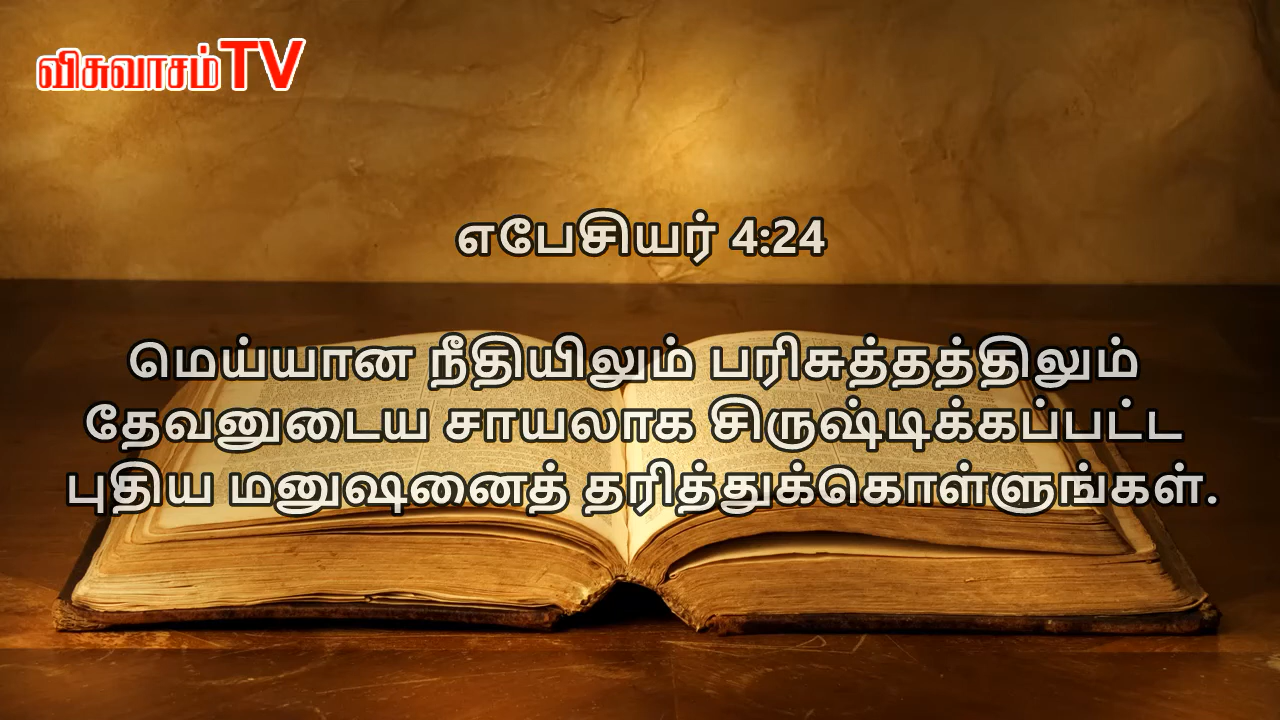 விசுவாசம்TV
எபேசியர் 4:24
மெய்யான நீதியிலும் பரிசுத்தத்திலும்
தேவனுடைய சாயலாக சிருஷ்டிக்கப்பட்ட
புதிய மனுஷனைத் தரித்துக்கொள்ளுங்கள்.